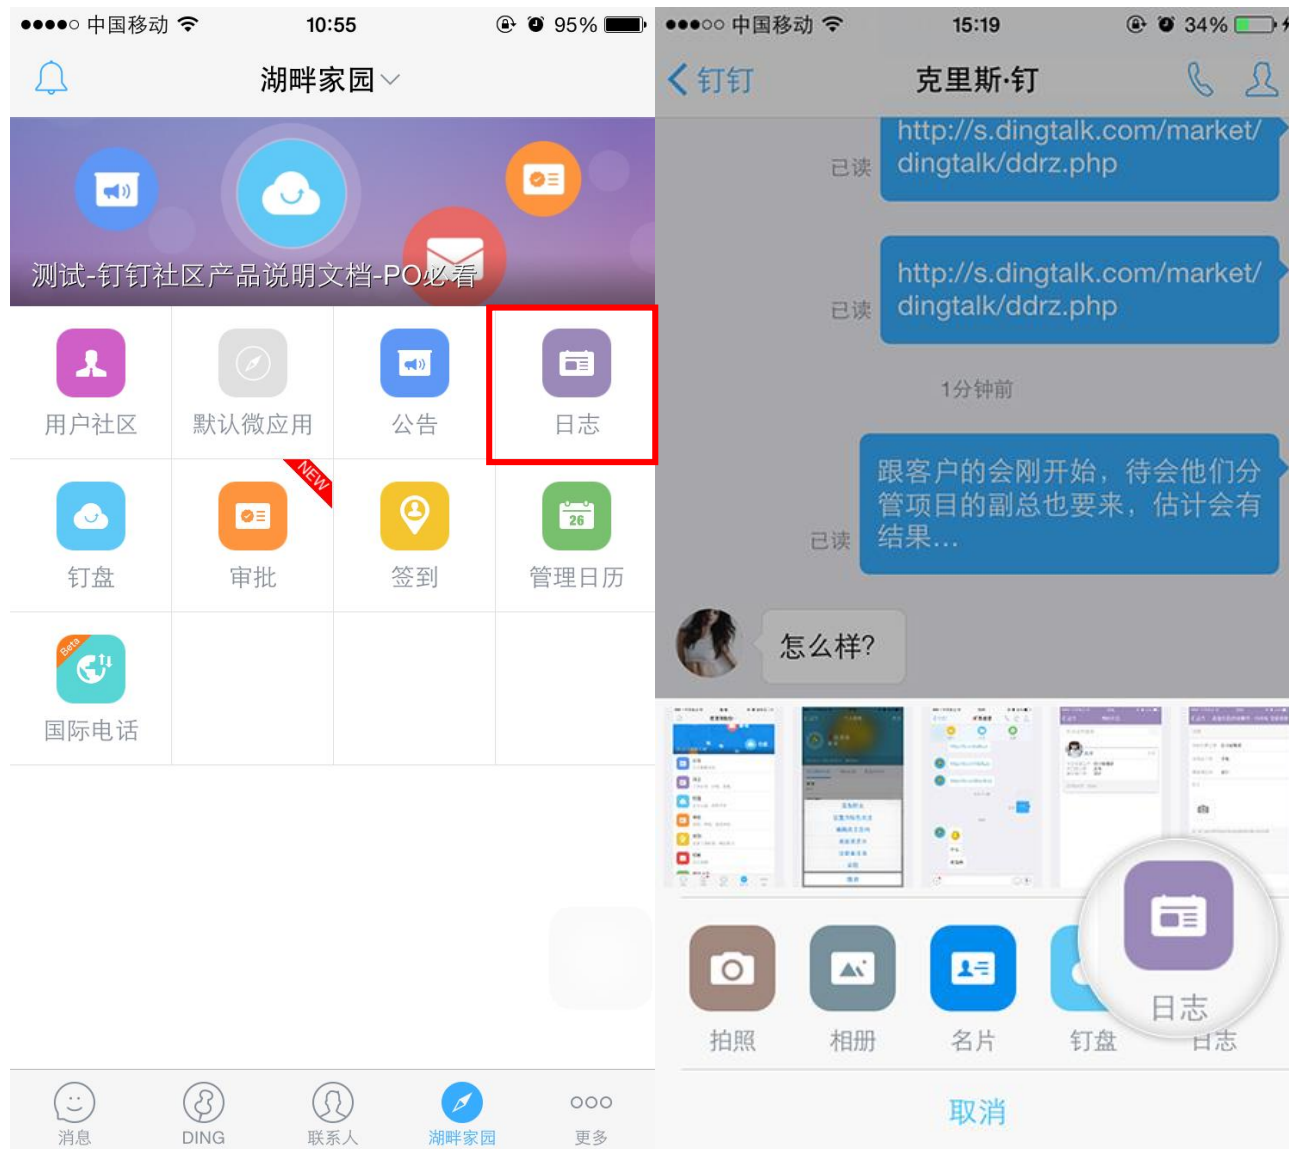 中国移动
10:55
95%
湖畔家园
测试-钉钉社区产品说明文档-PO必看
用户社区
默认微应用
公告
日志
NEW
钉盘
审批
签到
26
管理日历
Beta
国际电话
消息
DING
联系人
湖畔家园
更多
中国移动
15:19
34%
钉钉
克里斯·钉
http://s.dingtalk.com/market/
dingtalk/ddrz.php
已读
http://s.dingtalk.com/market/
dingtalk/ddrz.php
已读
1分钟前
跟客户的会刚开始，待会他们分
管项目的副总也要来，估计会有
结果...
已读
怎么样?
日志
拍照
相册
名片
钉盘
日志
取消